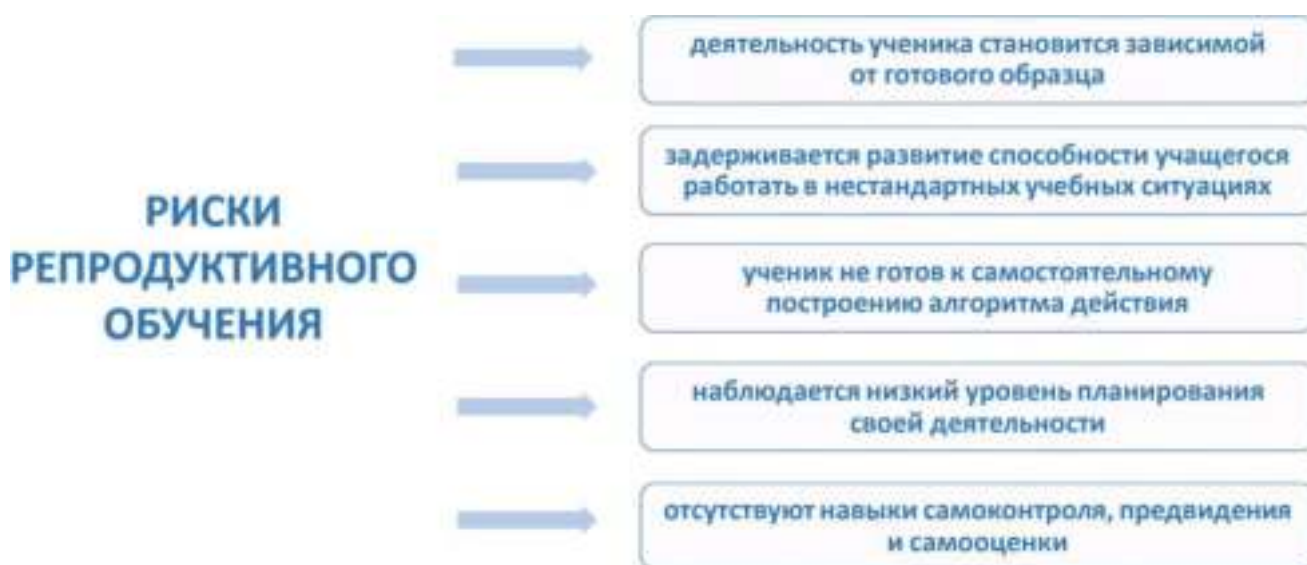 РИСКИ
РЕПРОДУКТИВНОГО
ОБУЧЕНИЯ
деятельность ученика становится зависимой
от готового образца
задерживается развитие способности учащегося
работать в нестандартных учебных ситуациях
ученик не готов к самостоятельному
построению алгоритма действия
наблюдается низкий уровень планирования
своей деятельности
отсутствуют навыки самоконтроля, предвидения
и самооценки